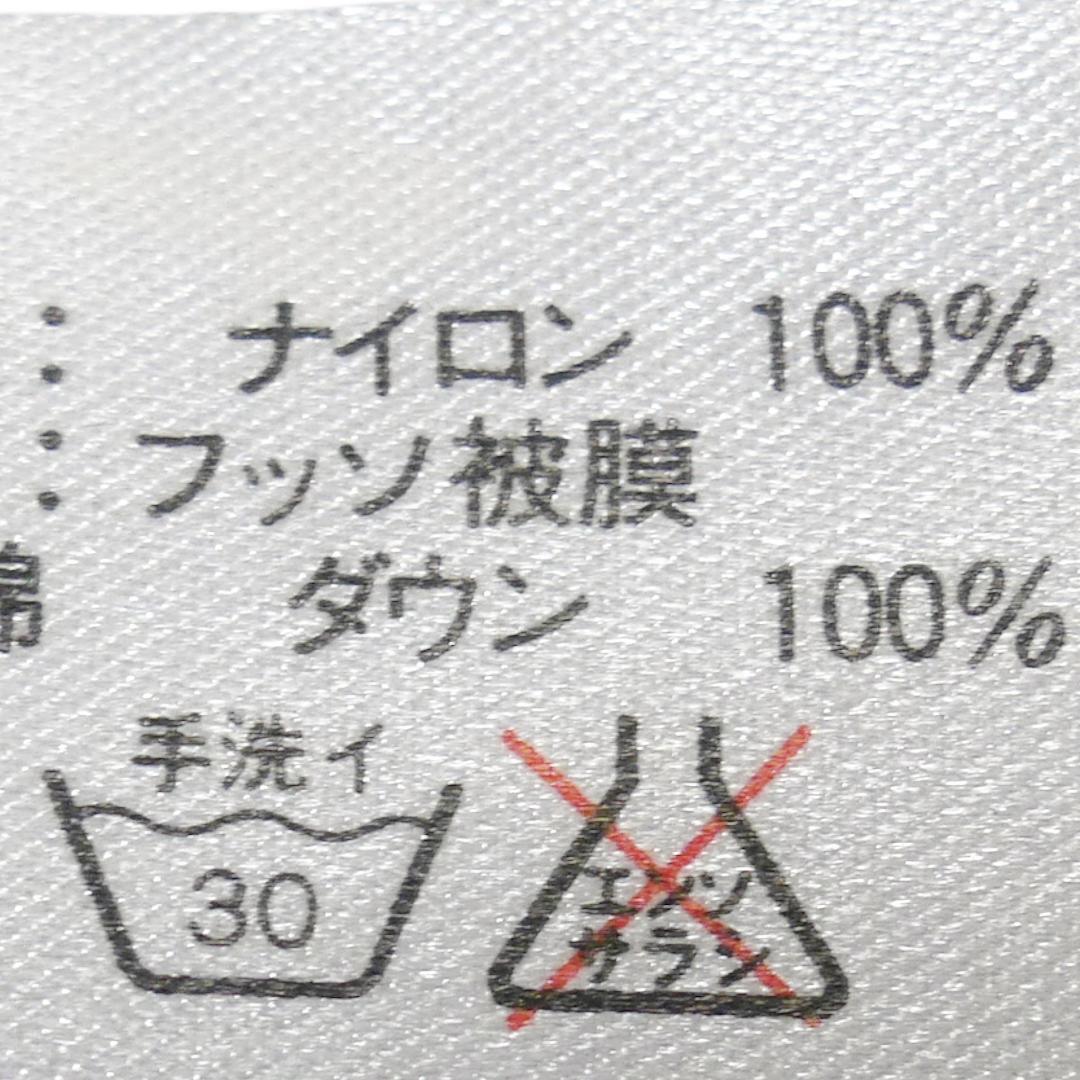 : ナイロン 100%
: フッソ被膜
綿 ダウン 100%
手洗イ
30
エンソ
サラシ